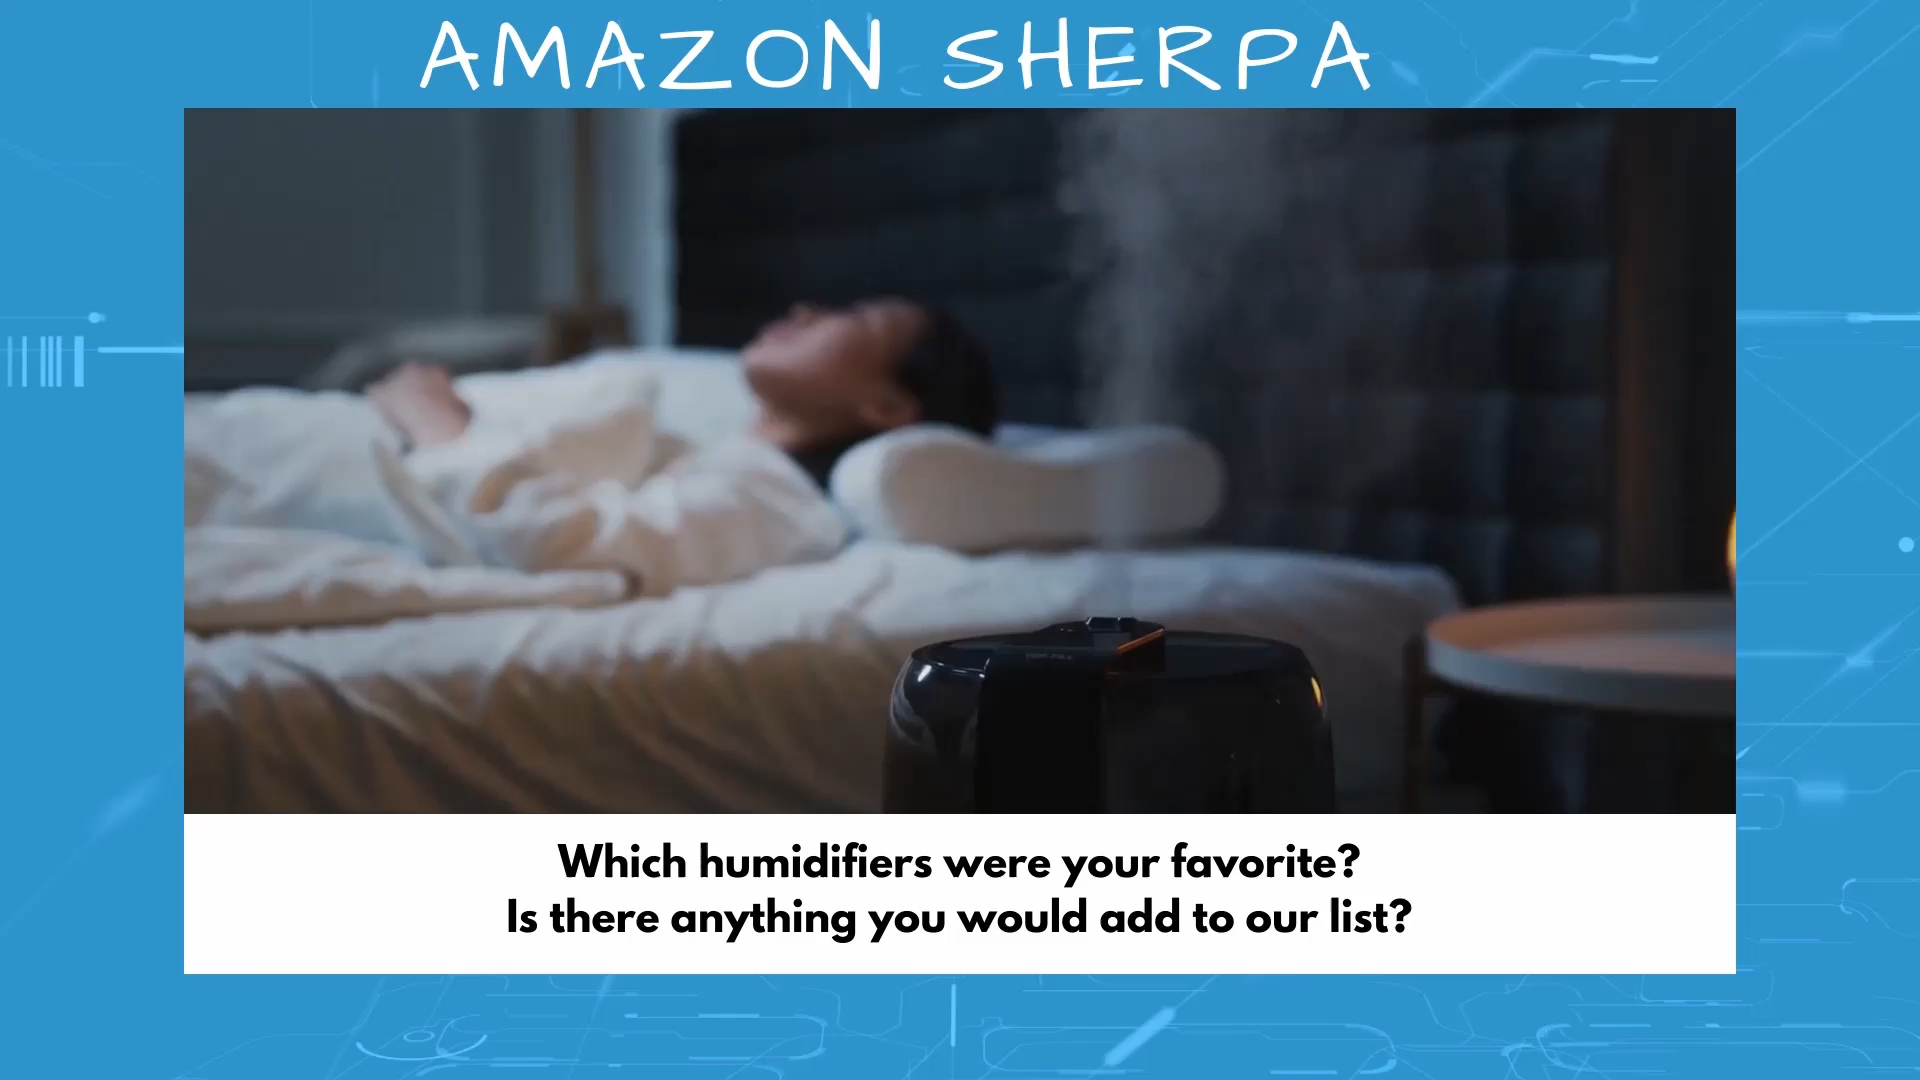 AMAZON SHERPA
Which humidifiers were your favorite?
Is there anything you would add to our list?